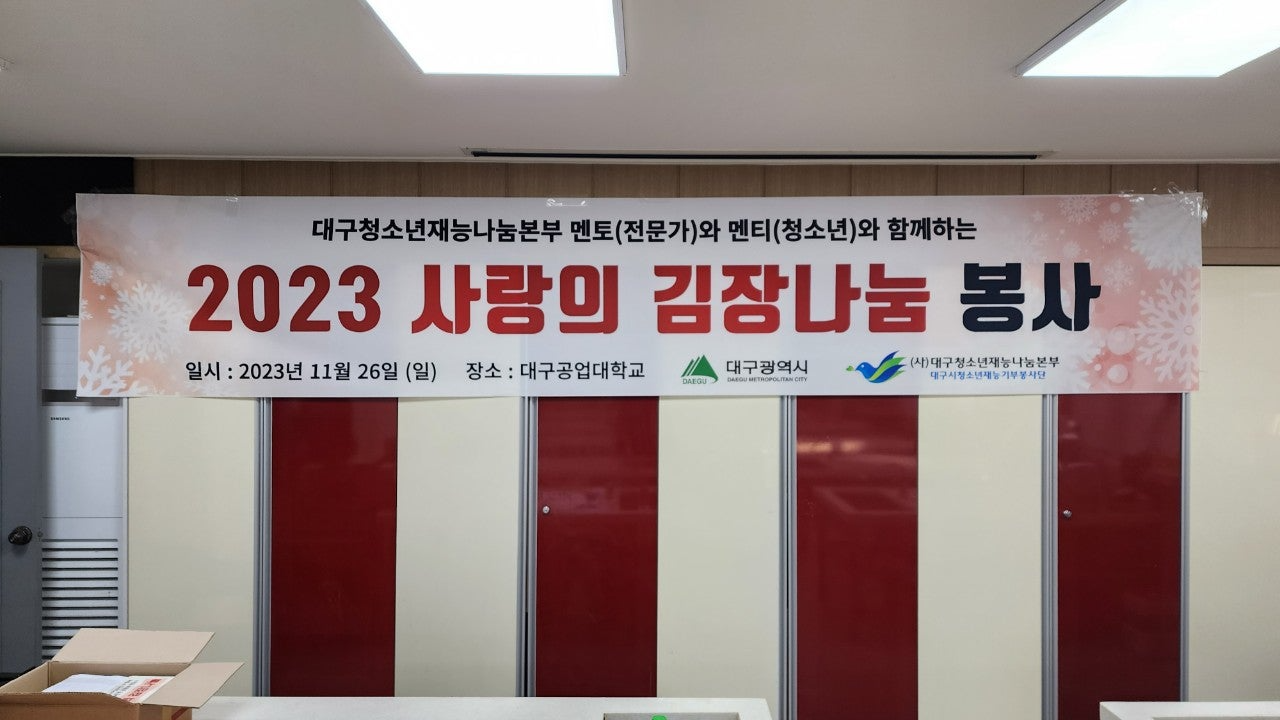 대구청소년재능나눔본부 멘토(전문가)와 멘티(청소년)와 함께하는
2023 사랑의 김장나눔 봉사
일시 : 2023년 11월 26일 (일) 장소 : 대구공업대학교
DAEGU
대구광역시
DAEGU METROPOLITAN CITY
(사)대구청소년재능나눔본부
대구시청소년재능기부봉사단
SAMSUNG